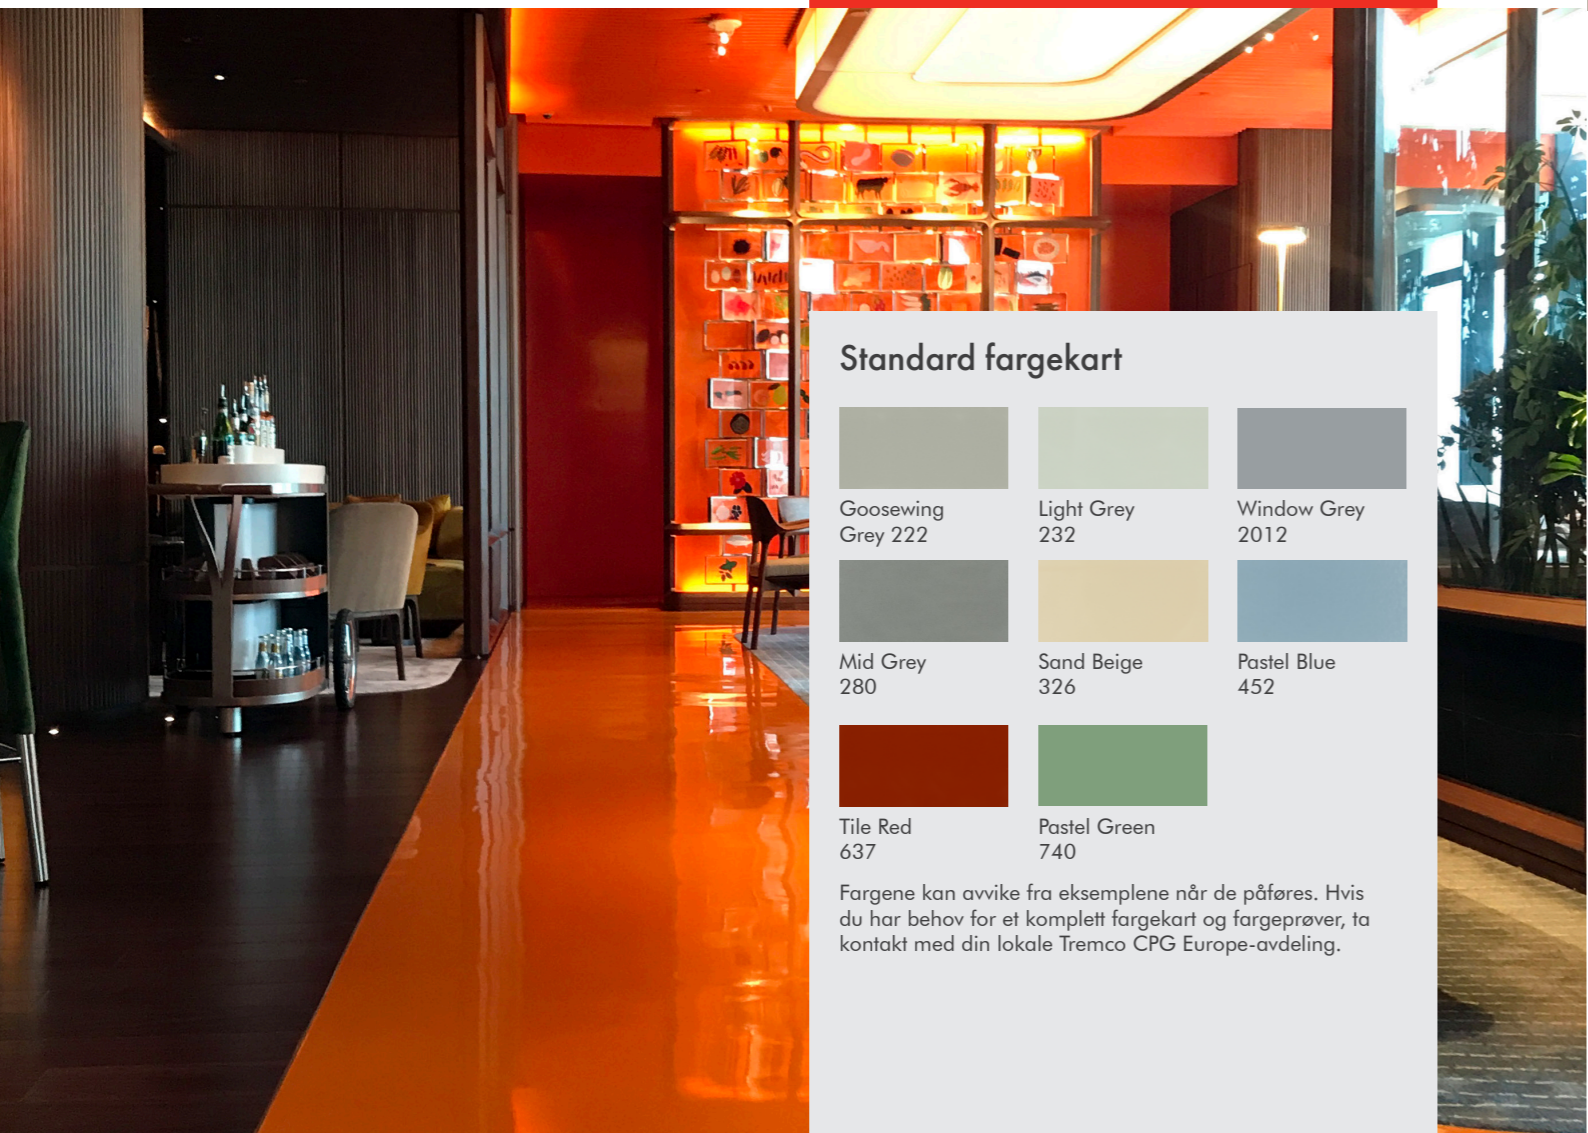 Standard fargekart
Goosewing
Grey 222
Light Grey
232
Window Grey
2012
Mid Grey
280
Sand Beige
326
Pastel Blue
452
Tile Red
637
Pastel Green
740
Fargene kan avvike fra eksemplene når de påføres. Hvis
du har behov for et komplett fargekart og fargeprøver, ta
kontakt med din lokale Tremco CPG Europe-avdeling.